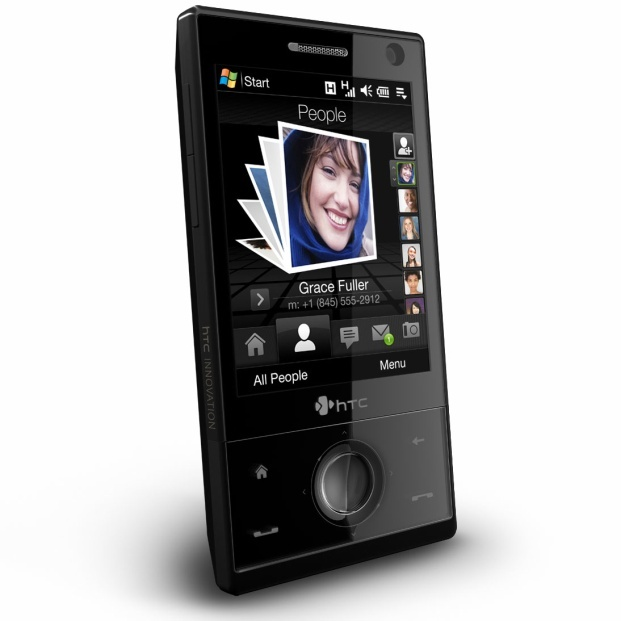 Start
H
H
People
Grace Fuller
m: +1 (845) 555-2912
All People
Menu
hTC
hTC INNOVATION